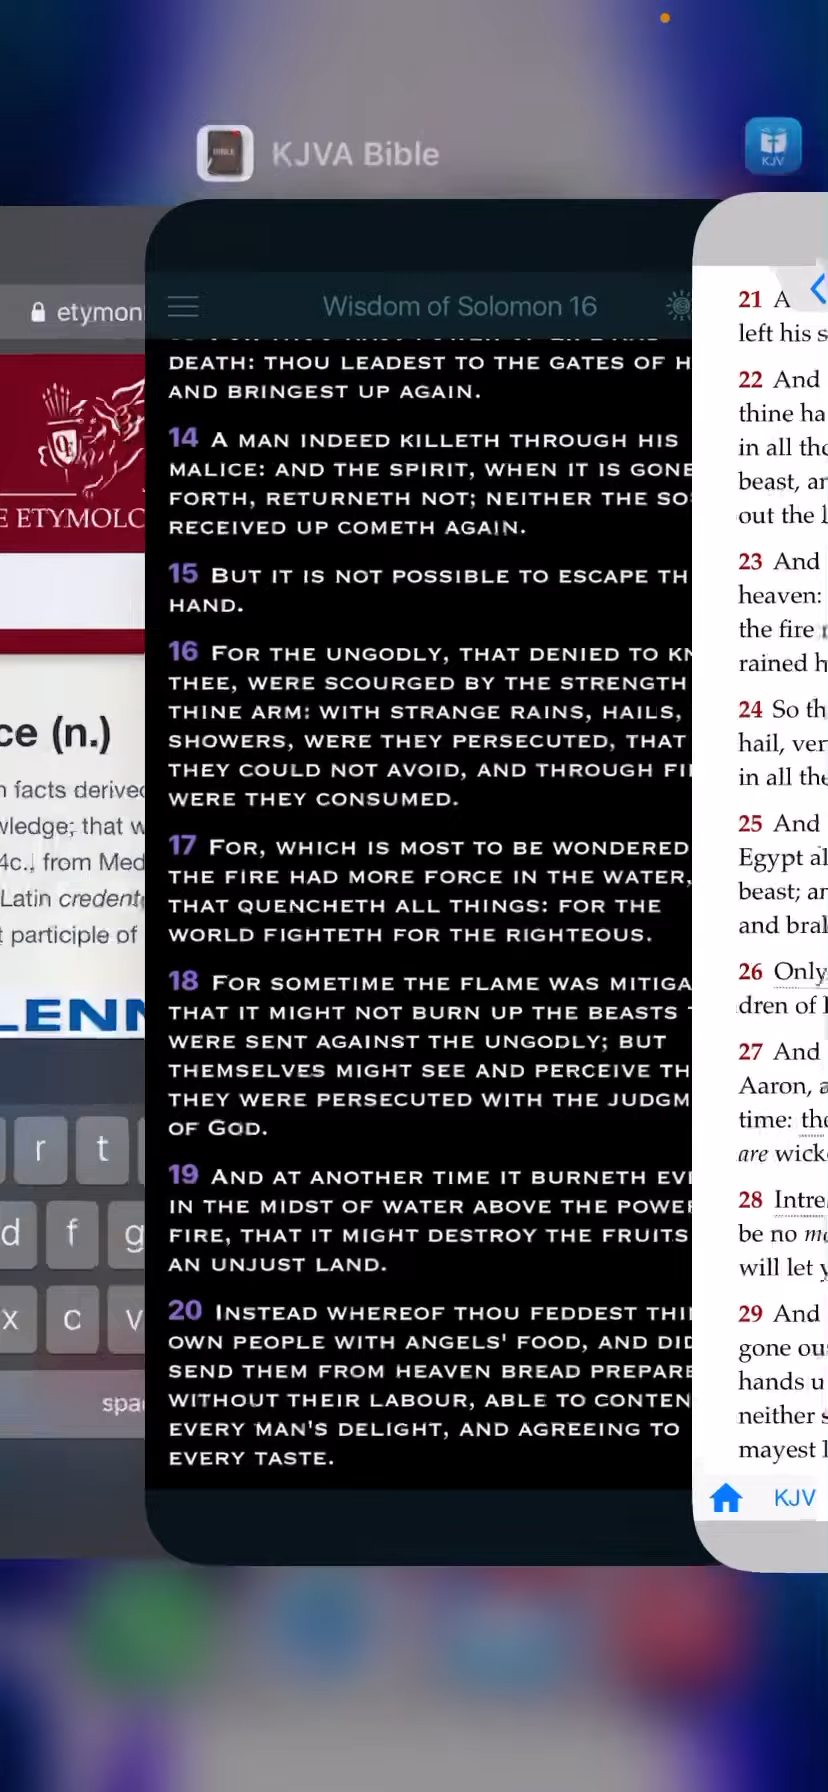 KJVA Bible
KJV
etymon
OE
E ETYMOLO
ce (n.)
n facts derive
wledge; that w
4c., from Med
Latin credent
t participle of
LENN
r t
d f g
x c v
spa
Wisdom of Solomon 16
DEATH: THOU LEADEST TO THE GATES OF H
AND BRINGEST UP AGAIN.
14 A MAN INDEED KILLETH THROUGH HIS
MALICE: AND THE SPIRIT, WHEN IT IS GONE
FORTH, RETURNETH NOT; NEITHER THE SO
RECEIVED UP COMETH AGAIN.
15 BUT IT IS NOT POSSIBLE TO ESCAPE TH
HAND.
16 FOR THE UNGODLY, THAT DENIED TO KN
THEE, WERE SCOURGED BY THE STRENGTH
THINE ARM: WITH STRANGE RAINS, HAILS,
SHOWERS, WERE THEY PERSECUTED, THAT
THEY COULD NOT AVOID, AND THROUGH FI
WERE THEY CONSUMED.
17 FOR, WHICH IS MOST TO BE WONDERED
THE FIRE HAD MORE FORCE IN THE WATER,
THAT QUENCHETH ALL THINGS: FOR THE
WORLD FIGHTETH FOR THE RIGHTEOUS.
18 FOR SOMETIME THE FLAME WAS MITIGA
THAT IT MIGHT NOT BURN UP THE BEASTS
WERE SENT AGAINST THE UNGODLY; BUT
THEMSELVES MIGHT SEE AND PERCEIVE TH
THEY WERE PERSECUTED WITH THE JUDGM
OF GOD.
19 AND AT ANOTHER TIME IT BURNETH EV
IN THE MIDST OF WATER ABOVE THE POWER
FIRE, THAT IT MIGHT DESTROY THE FRUITS
AN UNJUST LAND.
20 INSTEAD WHEREOF THOU FEDDEST THI
OWN PEOPLE WITH ANGELS' FOOD, AND DID
SEND THEM FROM HEAVEN BREAD PREPARE
WITHOUT THEIR LABOUR, ABLE TO CONTEN
EVERY MAN'S DELIGHT, AND AGREEING TO
EVERY TASTE.
21 A
left his s
22 And
thine ha
in all the
beast, an
out the l
23 And
heaven:
the fire
rained h
24 So th
hail, ver
in all the
25 And
Egypt al
beast; an
and brak
26 Only
dren of I
27 And
Aaron, a
time: the
are wick
28 Intre
be no mo
will let y
29 And
gone ou
hands u
neither s
mayest l
KJV